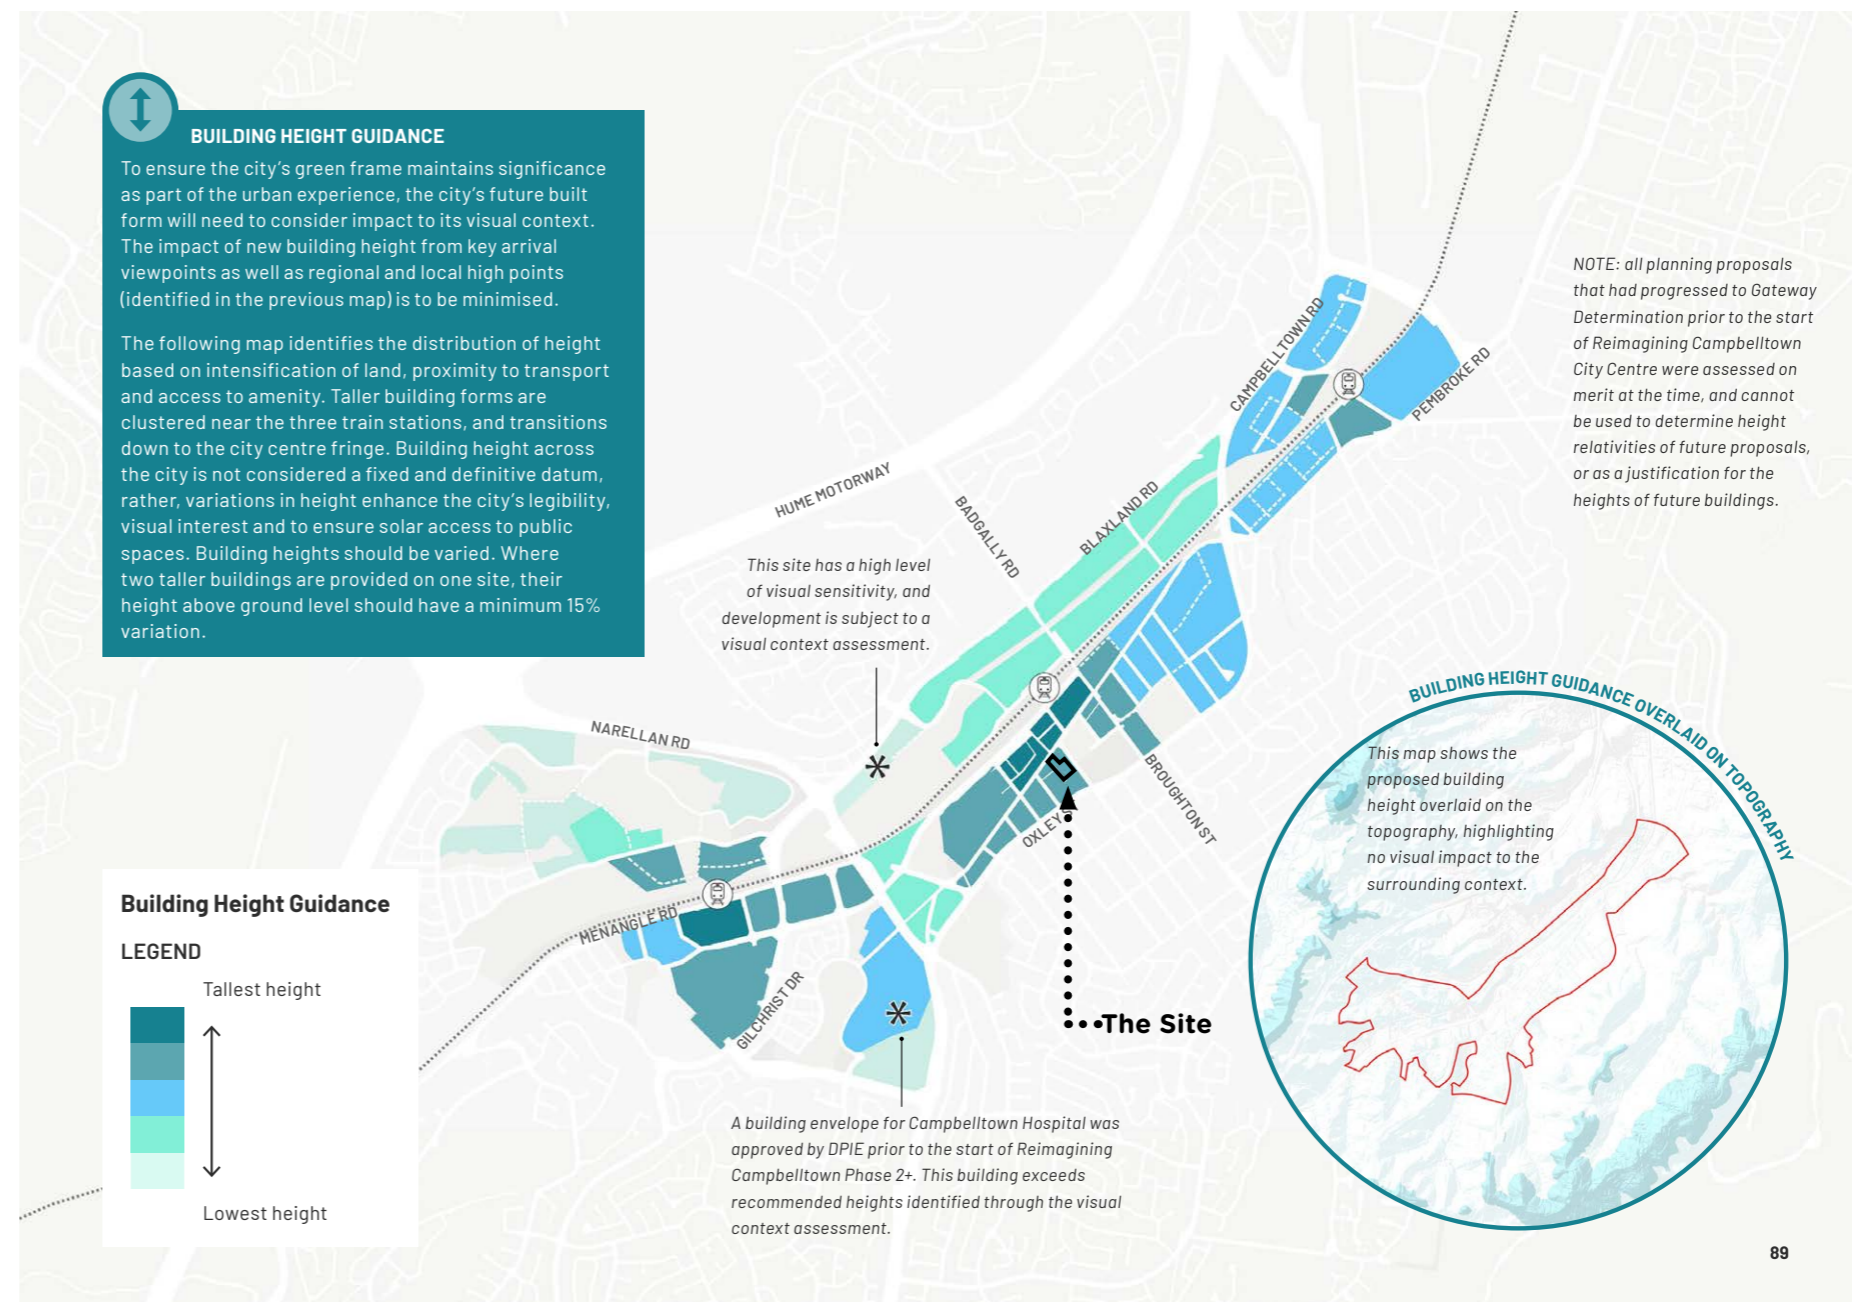 BUILDING HEIGHT GUIDANCE
To ensure the city's green frame maintains significance
as part of the urban experience, the city's future built
form will need to consider impact to its visual context.
The impact of new building height from key arrival
viewpoints as well as regional and local high points
(identified in the previous map) is to be minimised.
The following map identifies the distribution of height
based on intensification of land, proximity to transport
and access to amenity. Taller building forms are
clustered near the three train stations, and transitions
down to the city centre fringe. Building height across
the city is not considered a fixed and definitive datum,
rather, variations in height enhance the city's legibility,
visual interest and to ensure solar access to public
spaces. Building heights should be varied. Where
two taller buildings are provided on one site, their
height above ground level should have a minimum 15%
variation.
NOTE: all planning proposals
that had progressed to Gateway
Determination prior to the start
of Reimagining Campbelltown
City Centre were assessed on
merit at the time, and cannot
be used to determine height
relativities of future proposals,
or as a justification for the
heights of future buildings.
CAMPBELLTOWN RD
PEMBROKE RD
HUME MOTORWAY
BADGALLY RD
BLAXLAND RD
This site has a high level
of visual sensitivity, and
development is subject to a
visual context assessment.
NARELLAN RD
BROUGHTON ST
OXLEY
MENANGLE RD
GILCHRIST DR
The Site
A building envelope for Campbelltown Hospital was
approved by DPIE prior to the start of Reimagining
Campbelltown Phase 2+. This building exceeds
recommended heights identified through the visual
context assessment.
BUILDING HEIGHT GUIDANCE OVERLAID ON TOPOGRAPHY
This map shows the
proposed building
height overlaid on the
topography, highlighting
no visual impact to the
surrounding context.
Building Height Guidance
LEGEND
Tallest height
Lowest height
89